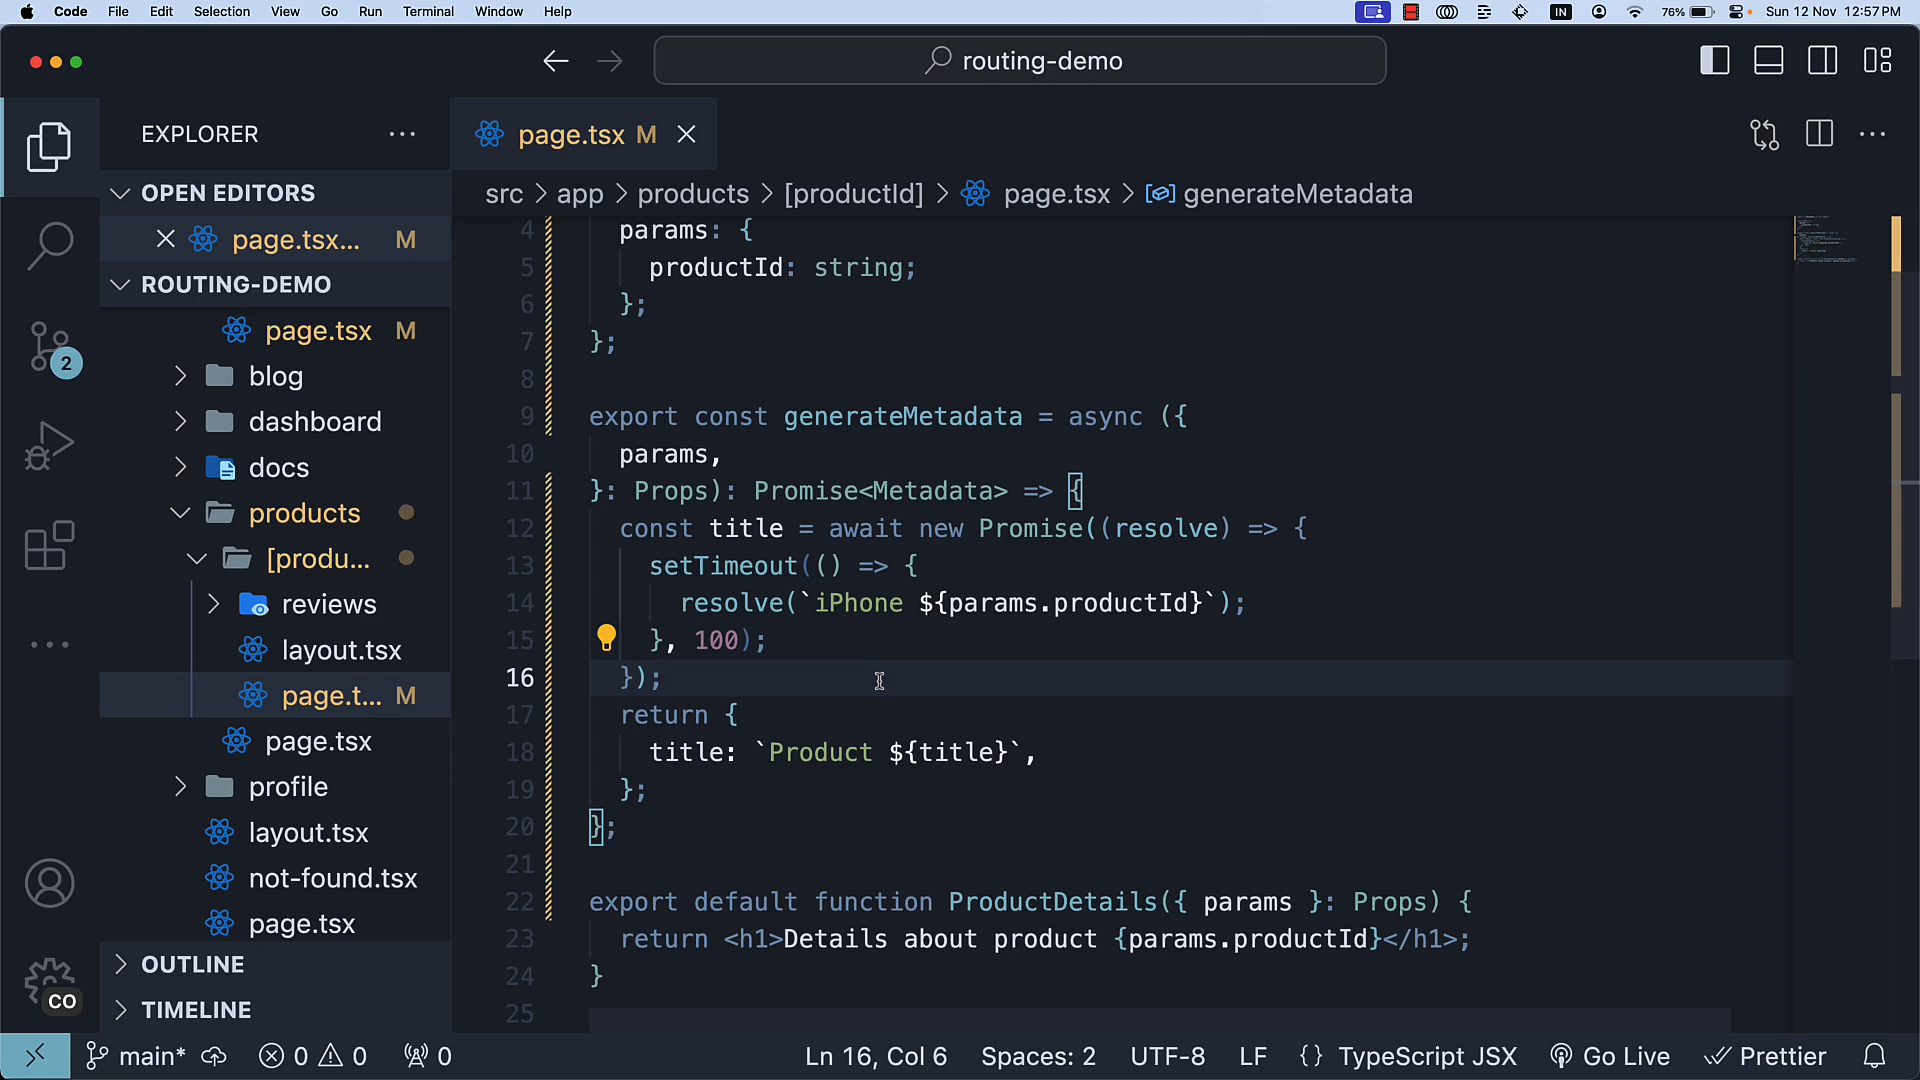 Code File Edit Selection View Go Run Terminal Window Help IN 76% Sun 12 Nov 12:57 PM
routing-demo
EXPLORER
page.tsx M
OPEN EDITORS
page.tsx... M
ROUTING-DEMO
page.tsx M
blog
dashboard
docs
products
[produ...
reviews
layout.tsx
page.t... M
page.tsx
profile
layout.tsx
not-found.tsx
page.tsx
OUTLINE
TIMELINE
2
CO
src > app > products > [productId] > page.tsx > generateMetadata
4 params: {
5 productId: string;
6 };
7 };
8
9 export const generateMetadata = async ({
10 params,
11 }: Props): Promise<Metadata> => {
12 const title = await new Promise((resolve) => {
13 setTimeout(() => {
14 resolve(`iPhone ${params.productId}`);
15 }, 100);
16 });
17 return {
18 title: `Product ${title}`,
19 };
20 };
21
22 export default function ProductDetails({ params }: Props) {
23 return <h1>Details about product {params.productId}</h1>;
24 }
25
main* 0 0 0 Ln 16, Col 6 Spaces: 2 UTF-8 LF {} TypeScript JSX Go Live Prettier